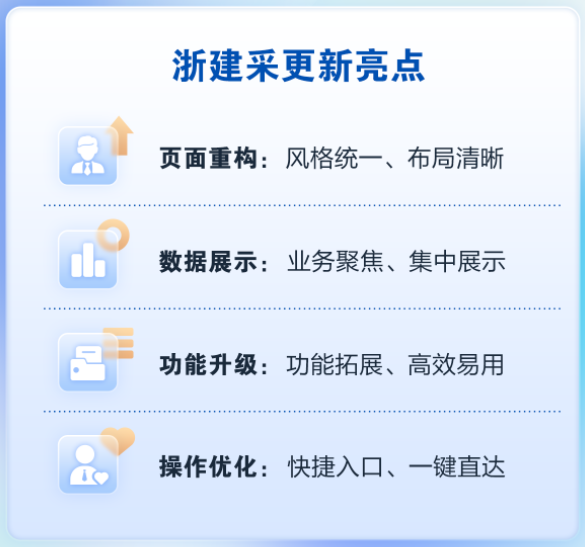 浙建采更新亮点
页面重构：风格统一、布局清晰
数据展示：业务聚焦、集中展示
功能升级：功能拓展、高效易用
操作优化：快捷入口、一键直达